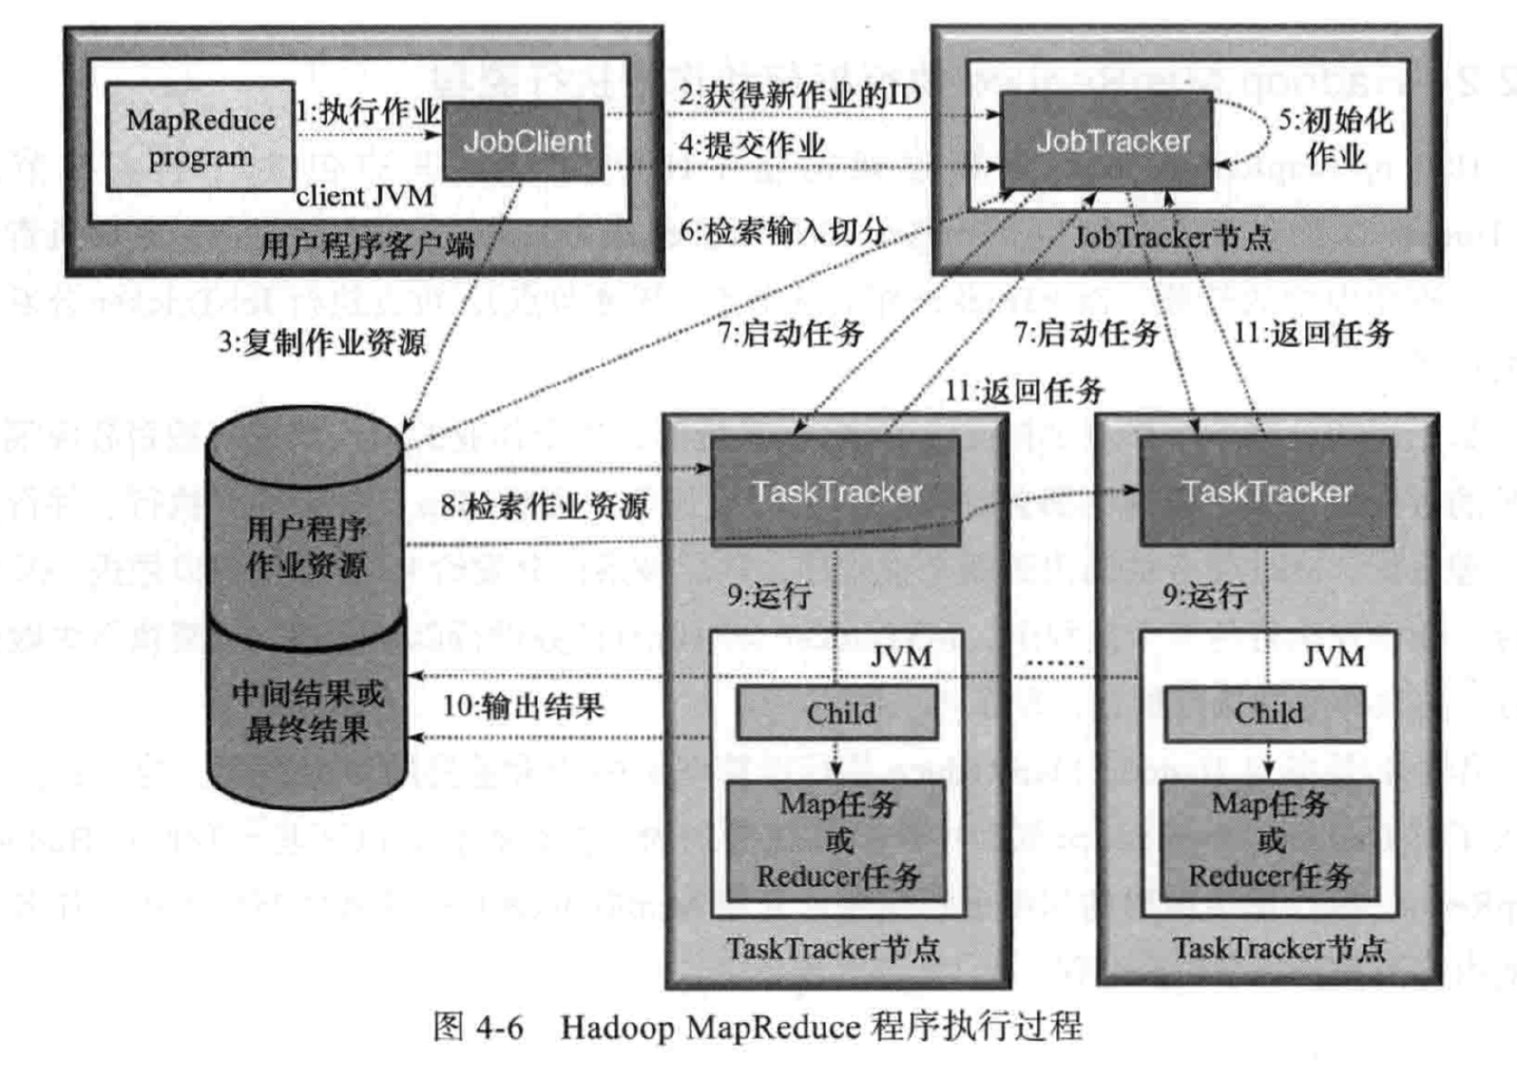 MapReduce
program
1:执行作业
JobClient
client JVM
用户程序客户端
2:获得新作业的ID
4:提交作业
JobTracker
5:初始化
作业
JobTracker节点
6:检索输入切分
3:复制作业资源
7:启动任务
7:启动任务
11:返回任务
11:返回任务
用户程序
作业资源
中间结果或
最终结果
8:检索作业资源
10:输出结果
TaskTracker
9:运行
JVM
Child
Map任务
或
Reducer任务
TaskTracker节点
……
TaskTracker
9:运行
JVM
Child
Map任务
或
Reducer任务
TaskTracker节点
图 4-6 Hadoop MapReduce 程序执行过程